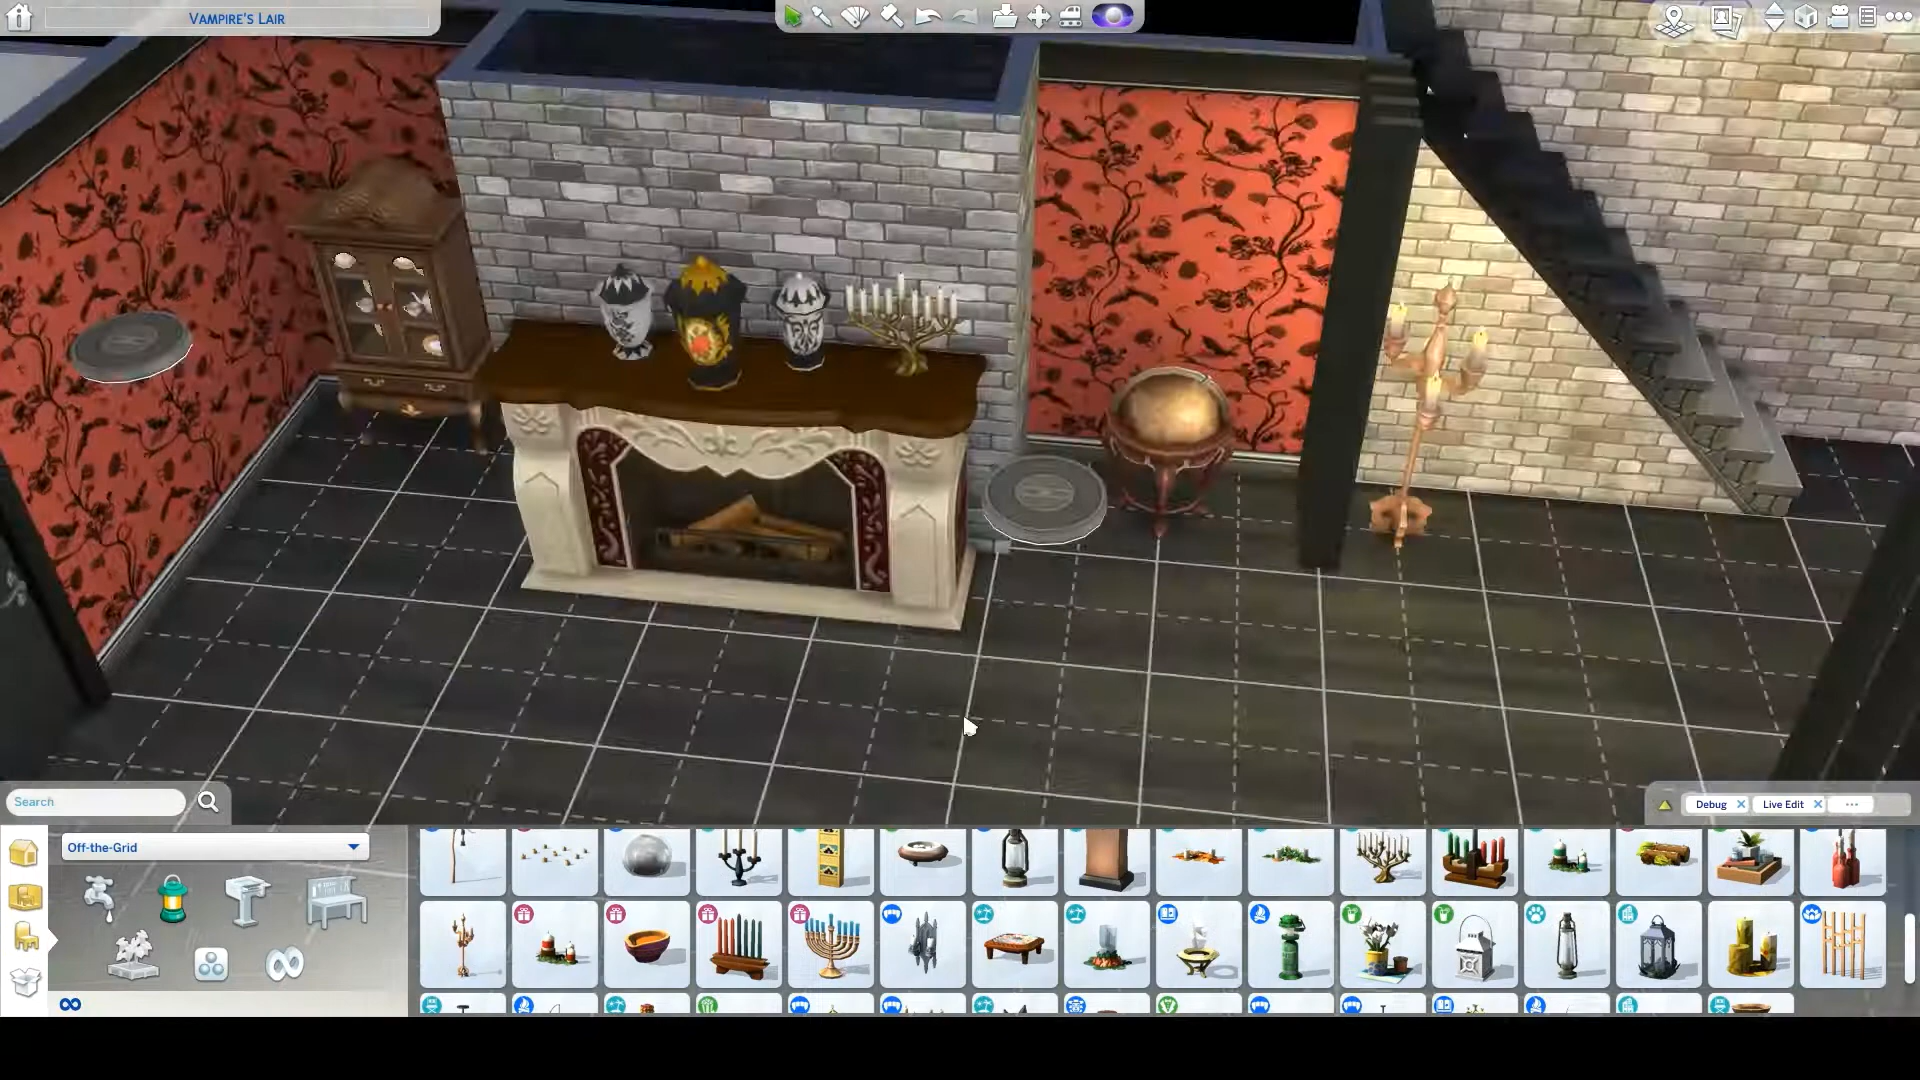 VAMPIRE'S LAIR
Search
Debug
Live Edit
Off-the-Grid